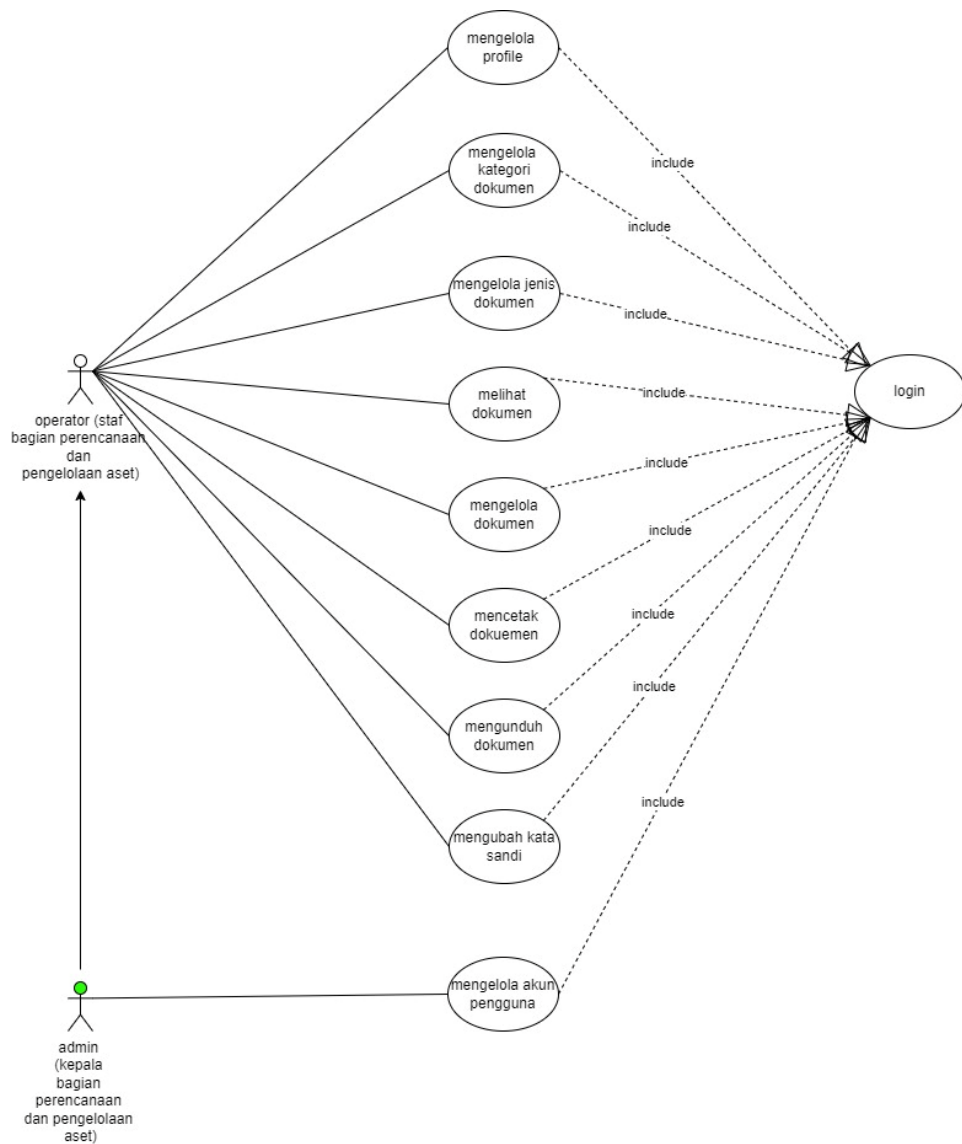 mengelola
profile
include
mengelola
kategori
dokumen
include
mengelola jenis
dokumen
include
login
operator (staf
bagian perencanaan
dan
pengelolaan aset)
melihat
dokumen
include
mengelola
dokumen
include
mencetak
dokuemen
include
mengunduh
dokumen
include
mengubah kata
sandi
include
mengelola akun
pengguna
include
admin
(kepala
bagian
perencanaan
dan pengelolaan
aset)